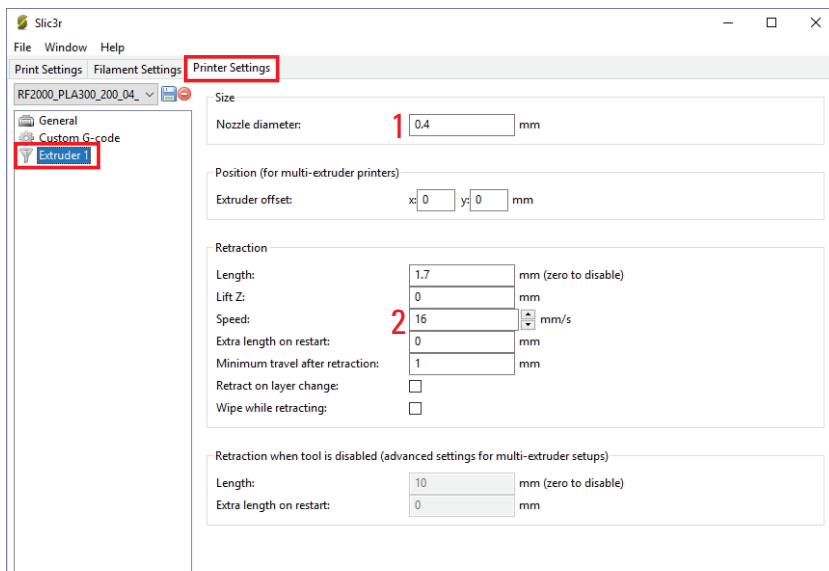 Slic3r
File Window Help
Print Settings Filament Settings Printer Settings
RF2000_PLA300_200_04_
General
Custom G-code
Extruder 1
Size
Nozzle diameter: 1 0.4 mm
Position (for multi-extruder printers)
Extruder offset: x: 0 y: 0 mm
Retraction
Length: 1.7 mm (zero to disable)
Lift Z: 0 mm
Speed: 2 16 mm/s
Extra length on restart: 0 mm
Minimum travel after retraction: 1 mm
Retract on layer change:
Wipe while retracting:
Retraction when tool is disabled (advanced settings for multi-extruder setups)
Length: 10 mm (zero to disable)
Extra length on restart: 0 mm